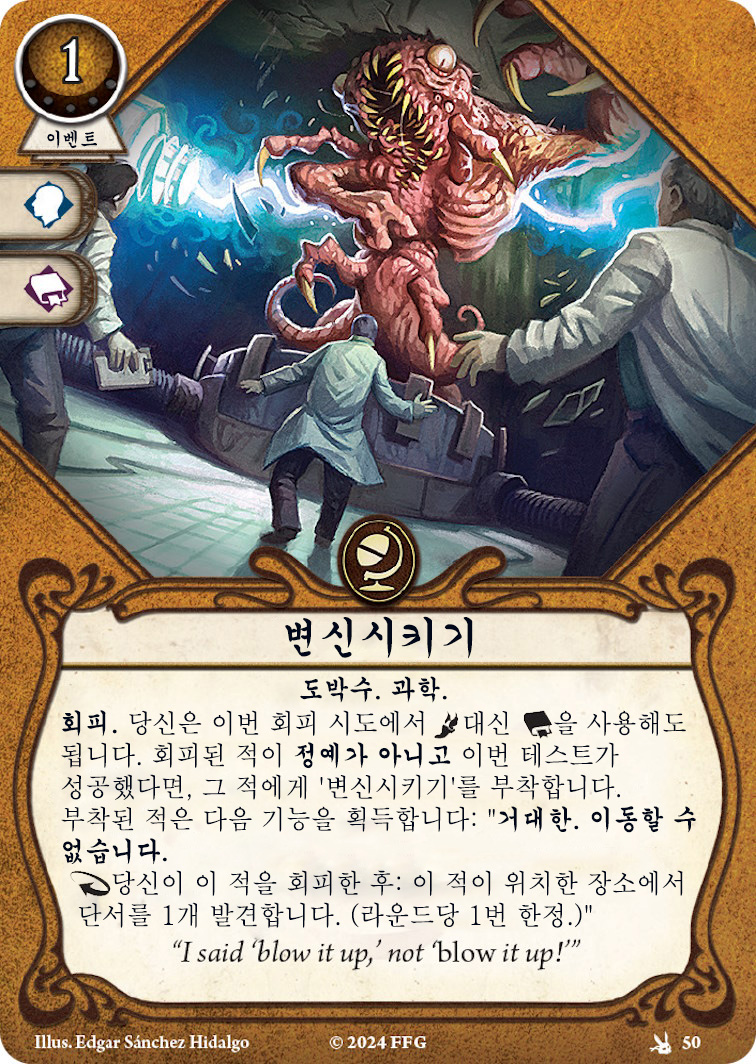 1
이벤트
변신시키기
도박수. 과학.
회피. 당신은 이번 회피 시도에서 대신 을 사용해도
됩니다. 회피된 적이 정예가 아니고 이번 테스트가
성공했다면, 그 적에게 '변신시키기'를 부착합니다.
부착된 적은 다음 기능을 획득합니다: "거대한. 이동할 수
없습니다.
당신이 이 적을 회피한 후: 이 적이 위치한 장소에서
단서를 1개 발견합니다. (라운드당 1번 한정.)"
“I said ‘blow it up,’ not ‘blow it up!’”
Illus. Edgar Sánchez Hidalgo © 2024 FFG 50